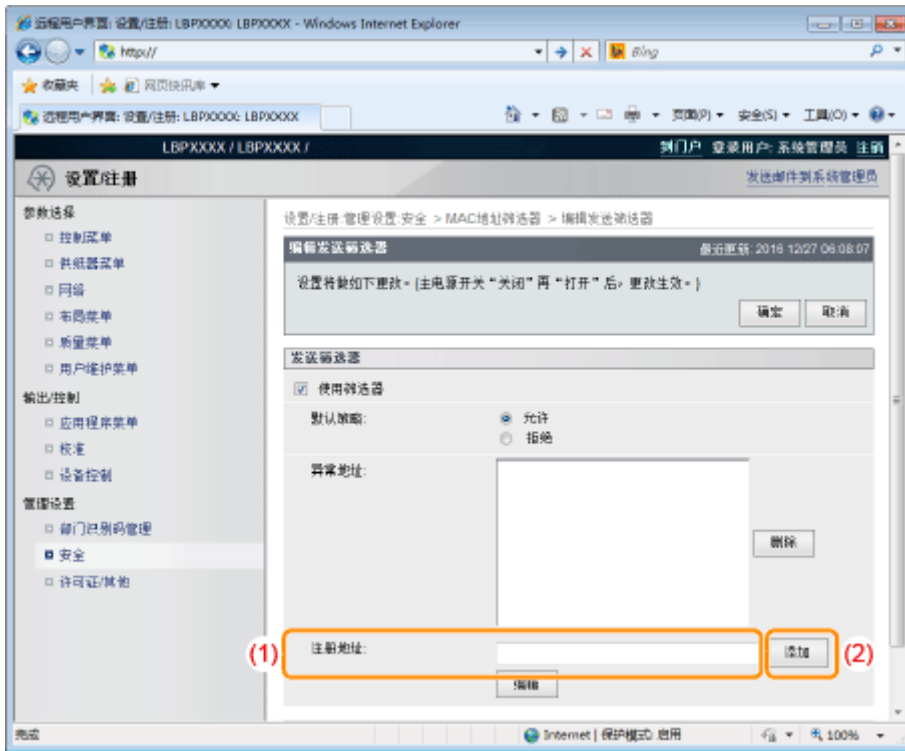 远程用户界面: 设置/注册: LBPXXXX: LBPXXXX - Windows Internet Explorer
http://
Bing
收藏夹 网页快讯库
远程用户界面: 设置/注册: LBPXXXX: LBPXXXX
页面(P) 安全(S) 工具(O)
LBPXXXX / LBPXXXX /
到门户 登录用户: 系统管理员 注销
设置/注册
发送邮件到系统管理员
参数选择
控制菜单
供纸器菜单
网络
布局菜单
质量菜单
用户维护菜单
输出/控制
应用程序菜单
校准
设备控制
管理设置
部门识别码管理
安全
许可证/其他
设置/注册:管理设置:安全 > MAC地址筛选器 > 编辑发送筛选器
编辑发送筛选器
最近更新: 2016 12/27 06:08:07
设置将做如下更改。(主电源开关“关闭”再“打开”后，更改生效。)
确定 取消
发送筛选器
使用筛选器
默认策略:
允许
拒绝
异常地址:
删除
(1)
注册地址:
添加
(2)
编辑
完成
Internet | 保护模式: 启用
100%